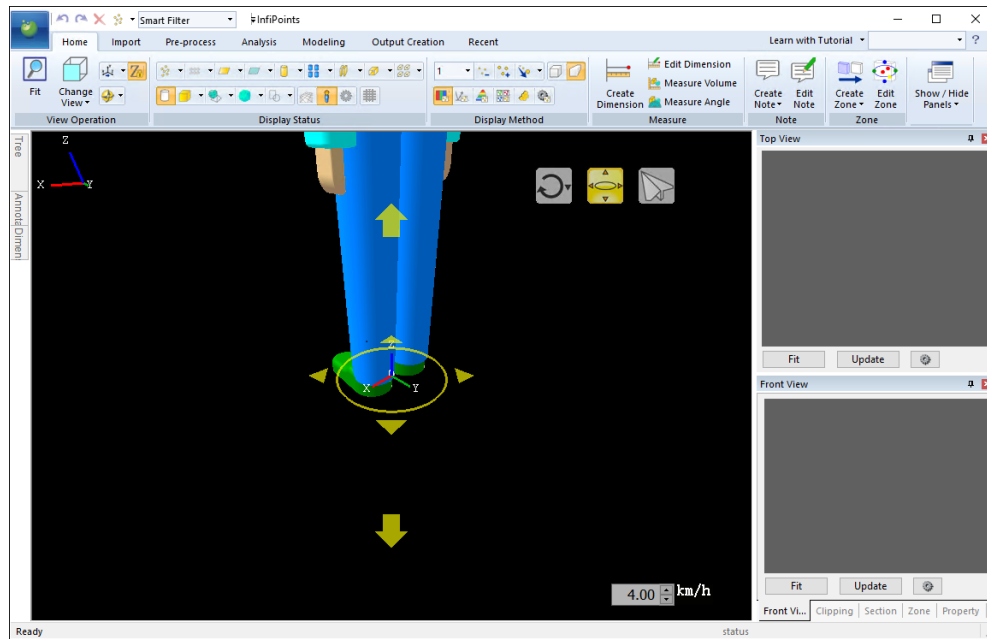 Smart Filter InfiPoints
Home Import Pre-process Analysis Modeling Output Creation Recent Learn with Tutorial ?
Fit Change View 1 Create Dimension Edit Dimension Measure Volume Measure Angle Create Note Edit Note Create Zone Edit Zone Show / Hide Panels
View Operation Display Status Display Method Measure Note Zone
Tree
Annota
Dimen
Top View
Z
X Y
Fit Update
Z
X Y
Front View
Fit Update
4.00 km/h
Front Vi... Clipping Section Zone Property
Ready status